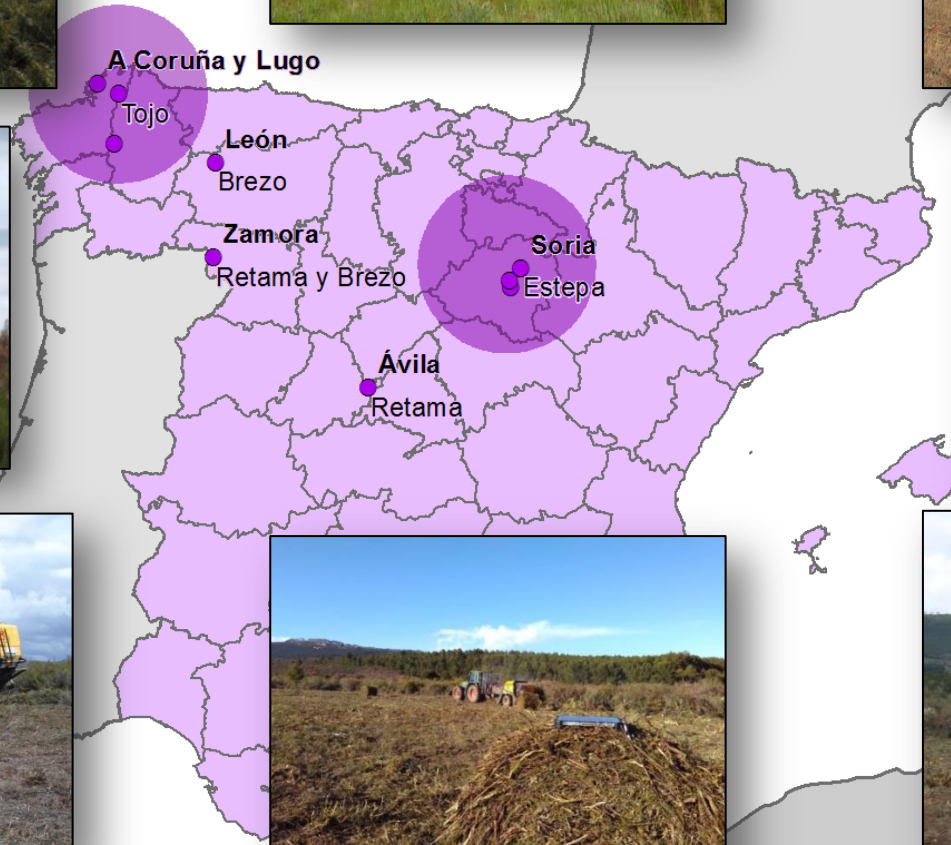 A Coruña y Lugo
Tojo
León
Brezo
Zamora
Retama y Brezo
Soria
Estepa
Ávila
Retama